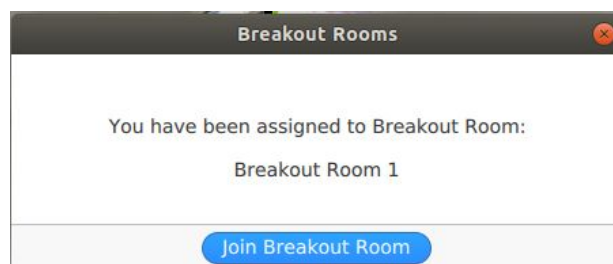 Breakout Rooms
You have been assigned to Breakout Room:
Breakout Room 1
Join Breakout Room